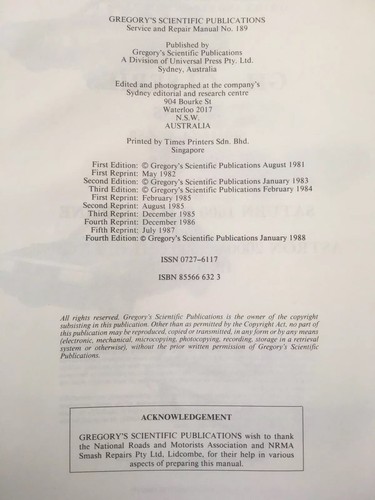 GREGORY'S SCIENTIFIC PUBLICATIONS
Service and Repair Manual No. 189
Published by
Gregory's Scientific Publications
A Division of Universal Press Pty. Ltd.
Sydney, Australia
Edited and photographed at the company's
Sydney editorial and research centre
904 Bourke St
Waterloo 2017
N.S.W.
AUSTRALIA
Printed by Times Printers Sdn. Bhd.
Singapore
First Edition: © Gregory's Scientific Publications August 1981
First Reprint: May 1982
Second Edition: © Gregory's Scientific Publications January 1983
Third Edition: © Gregory's Scientific Publications February 1984
First Reprint: February 1985
Second Reprint: August 1985
Third Reprint: December 1985
Fourth Reprint: December 1986
Fifth Reprint: July 1987
Fourth Edition: © Gregory's Scientific Publications January 1988
ISSN 0727-6117
ISBN 85566 632 3
All rights reserved. Gregory's Scientific Publications is the owner of the copyright
subsisting in this publication. Other than as permitted by the Copyright Act, no part of
this publication may be reproduced, copied or transmitted, in any form or by any means
(electronic, mechanical, microcopying, photocopying, recording, storage in a retrieval
system or otherwise), without the prior written permission of Gregory's Scientific
Publications.
ACKNOWLEDGEMENT
GREGORY'S SCIENTIFIC PUBLICATIONS wish to thank
the National Roads and Motorists Association and NRMA
Smash Repairs Pty Ltd, Lidcombe, for their help in various
aspects of preparing this manual.